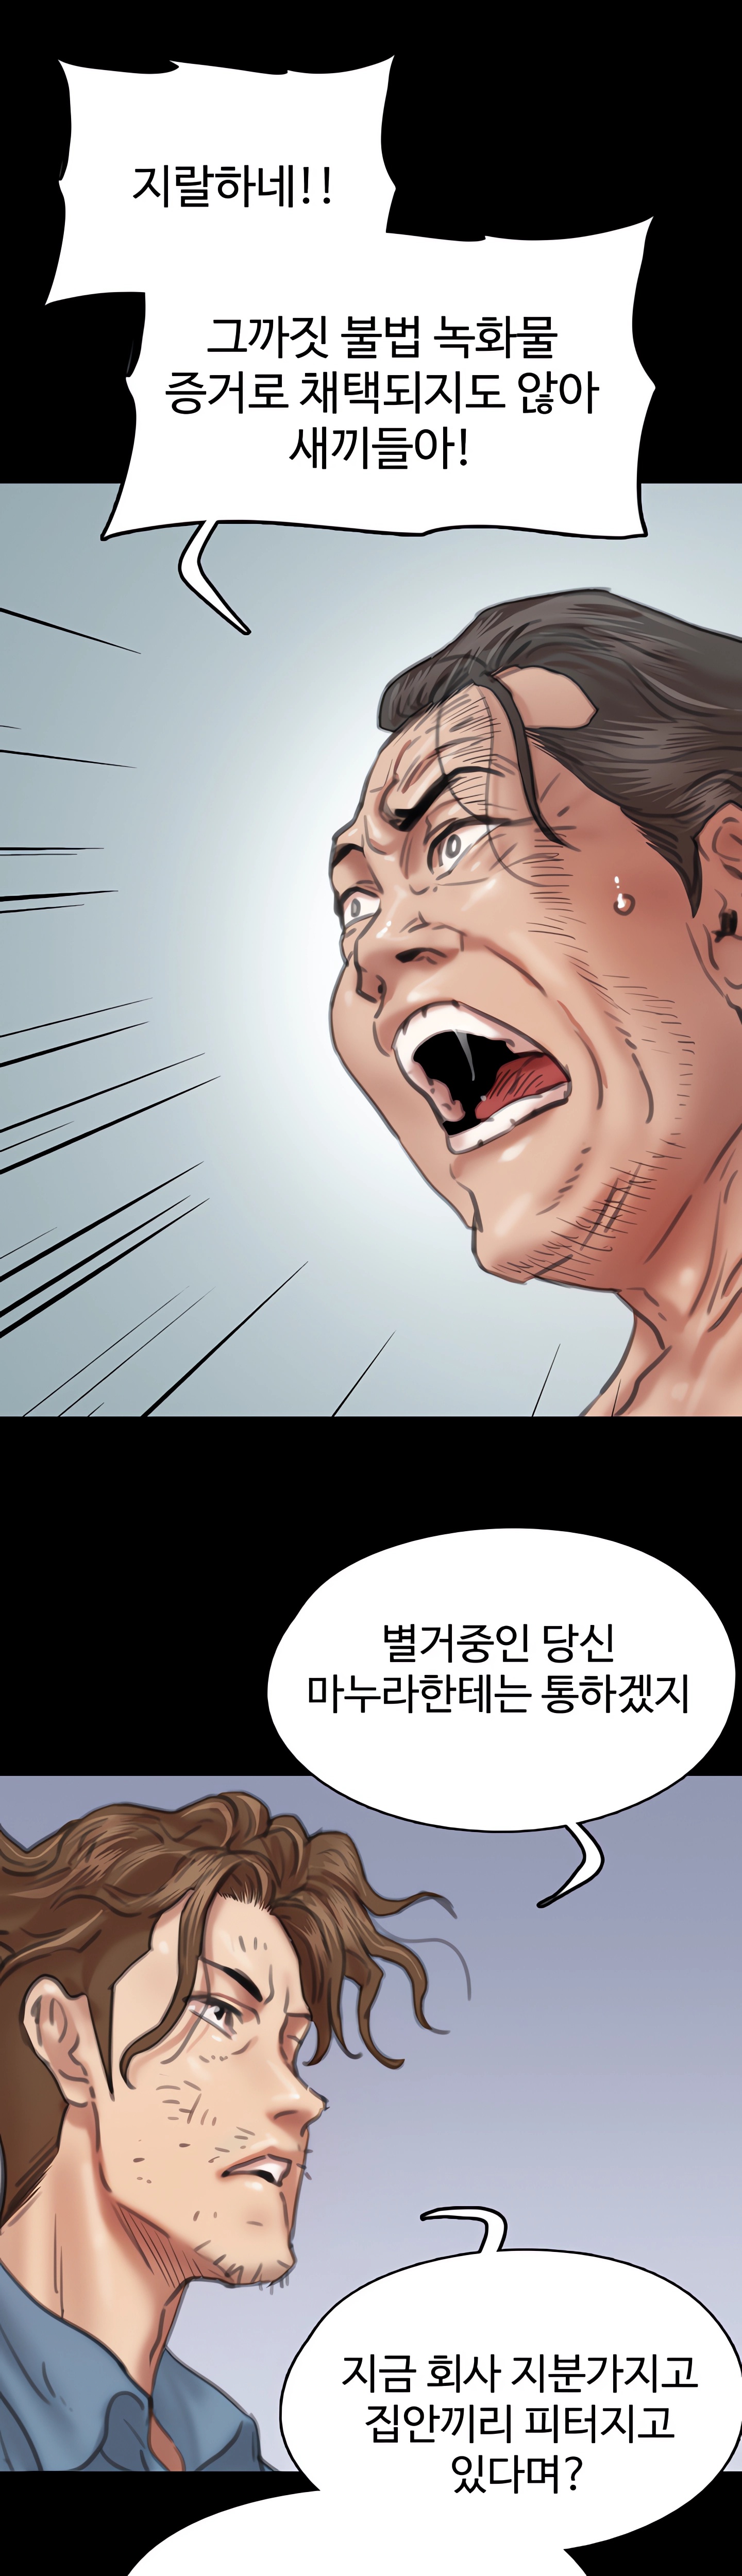 지랄하네!!
그까짓 불법 녹화물
증거로 채택되지도 않아
새끼들아!
별거중인 당신
마누라한테는 통하겠지
지금 회사 지분가지고
집안끼리 피터지고
있다며?